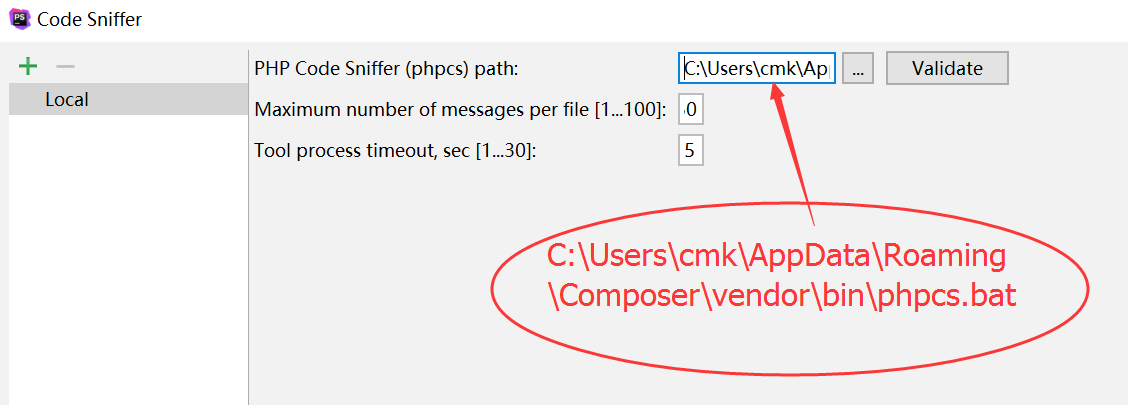 PS
Code Sniffer
PHP Code Sniffer (phpcs) path: C:\Users\cmk\App ... Validate
Local
Maximum number of messages per file [1...100]: 0
Tool process timeout, sec [1...30]: 5
C:\Users\cmk\AppData\Roaming
\Composer\vendor\bin\phpcs.bat